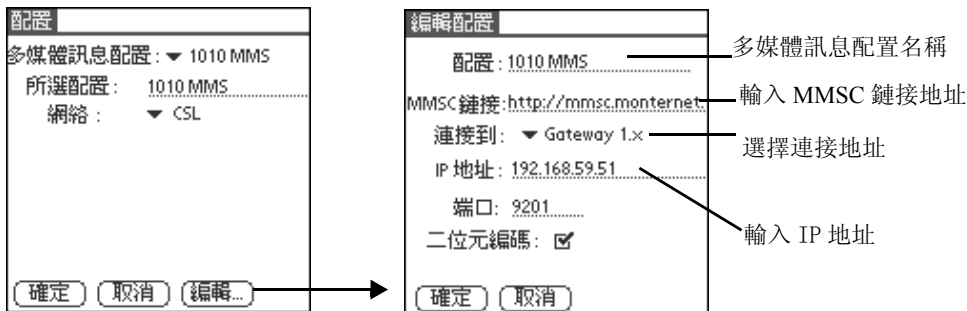 配置
多媒體訊息配置: 1010 MMS
所選配置: 1010 MMS
網絡: CSL
確定 取消 編輯...
編輯配置
配置: 1010 MMS
MMSC鏈接:http://mmsc.monternet.
連接到: Gateway 1.x
IP 地址: 192.168.59.51
端口: 9201
二位元編碼:
確定 取消
多媒體訊息配置名稱
輸入 MMSC 鏈接地址
選擇連接地址
輸入 IP 地址